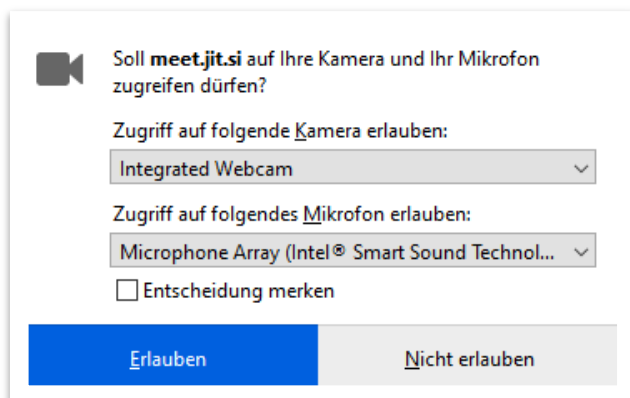 Soll meet.jit.si auf Ihre Kamera und Ihr Mikrofon
zugreifen dürfen?
Zugriff auf folgende Kamera erlauben:
Integrated Webcam
Zugriff auf folgendes Mikrofon erlauben:
Microphone Array (Intel® Smart Sound Technol...
Entscheidung merken
Erlauben
Nicht erlauben